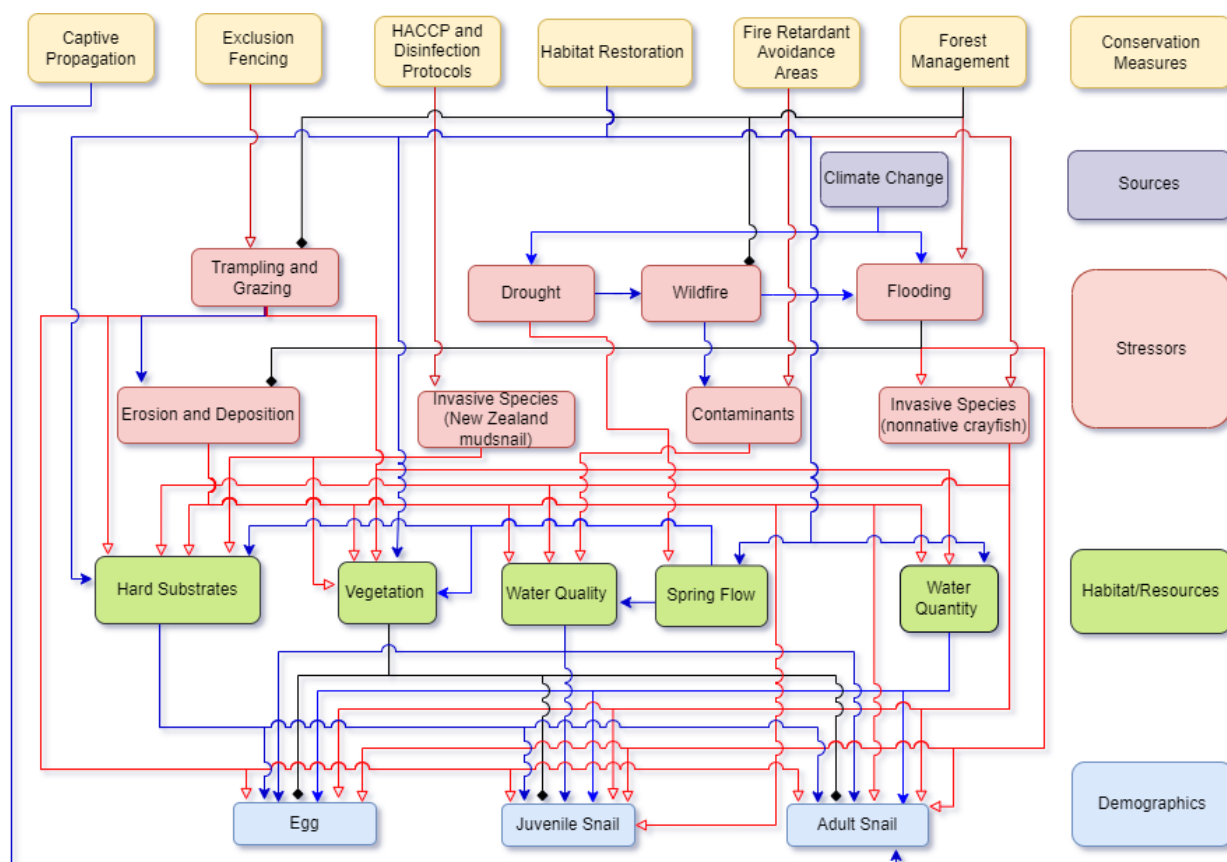 Captive
Propagation
Exclusion
Fencing
HACCP and
Disinfection
Protocols
Habitat Restoration
Fire Retardant
Avoidance
Areas
Forest
Management
Conservation
Measures
Climate Change
Sources
Trampling and
Grazing
Drought
Wildfire
Flooding
Stressors
Erosion and Deposition
Invasive Species
(New Zealand
mudsnail)
Contaminants
Invasive Species
(nonnative crayfish)
Hard Substrates
Vegetation
Water Quality
Spring Flow
Water
Quantity
Habitat/Resources
Egg
Juvenile Snail
Adult Snail
Demographics